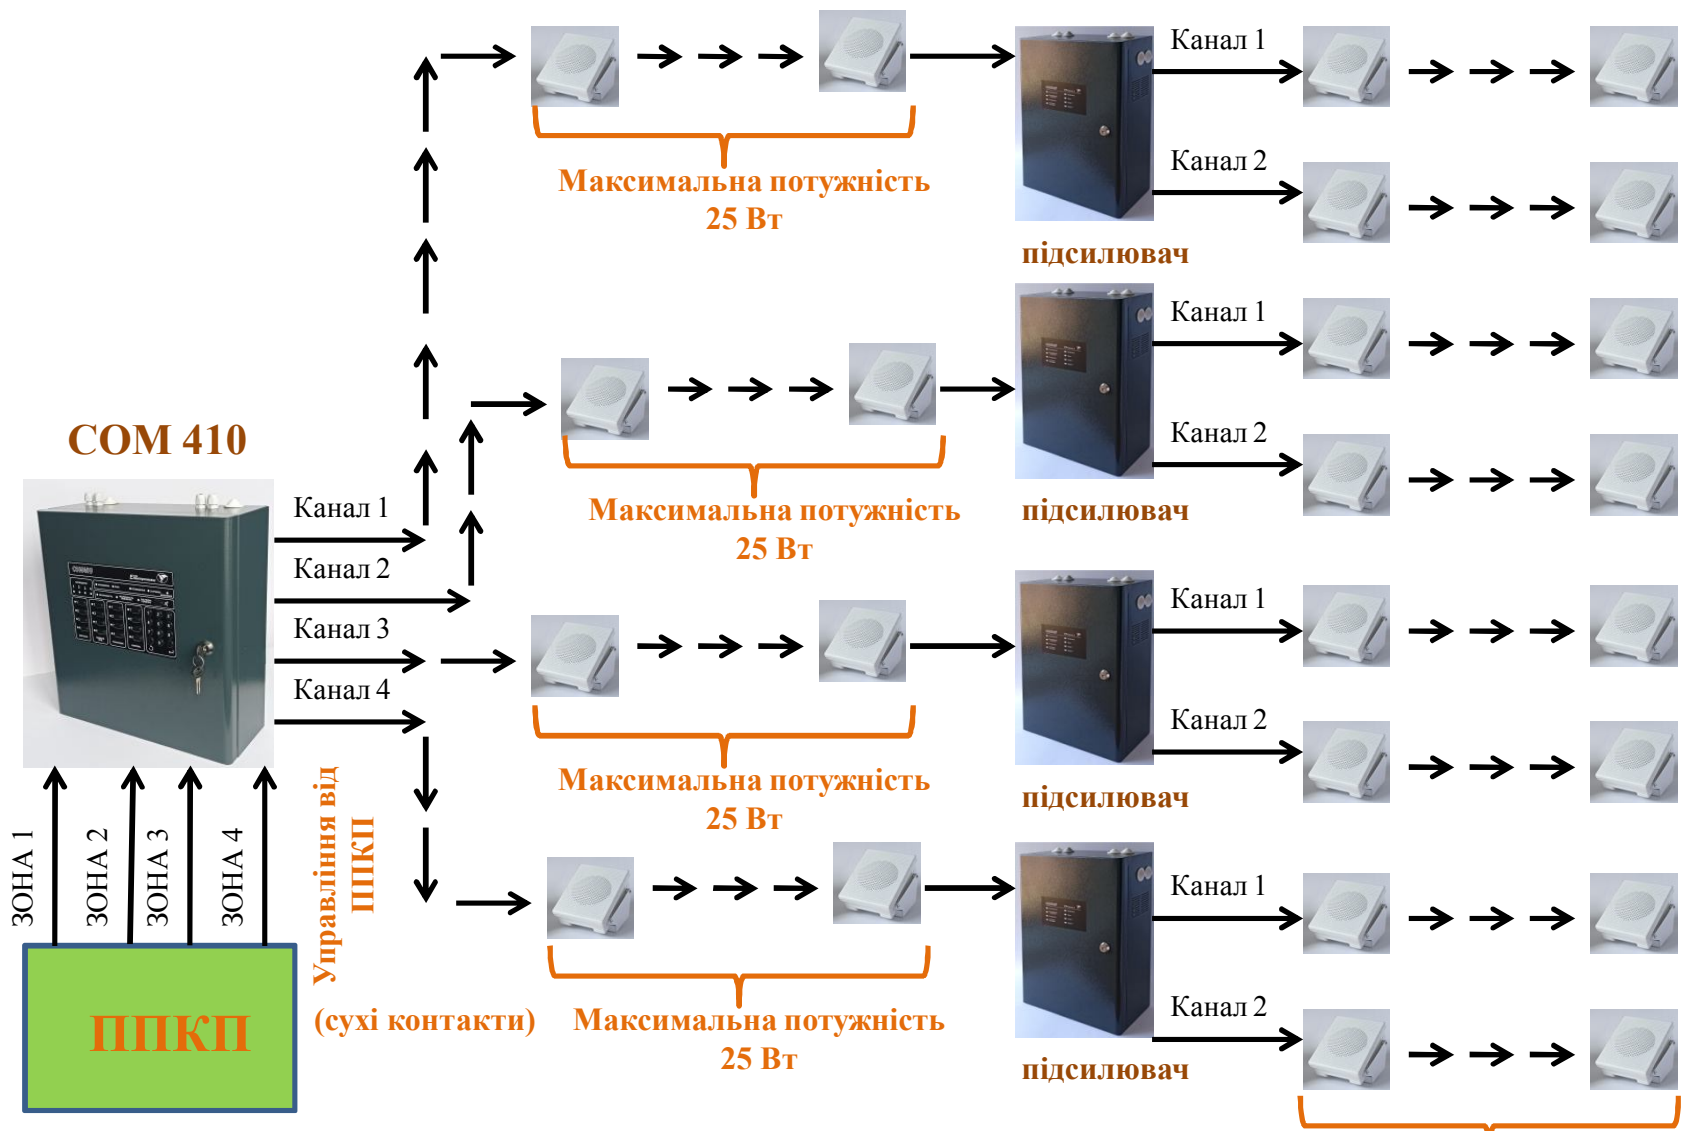 Канал 1
Канал 2
Максимальна потужність
25 Вт
підсилювач
Канал 1
Канал 2
Максимальна потужність
25 Вт
підсилювач
СОМ 410
Канал 1
Канал 2
Канал 3
Канал 4
Канал 1
Канал 2
Максимальна потужність
25 Вт
підсилювач
ЗОНА 1
ЗОНА 2
ЗОНА 3
ЗОНА 4
Управління від
ППКП
(сухі контакти)
ППКП
Канал 1
Канал 2
Максимальна потужність
25 Вт
підсилювач